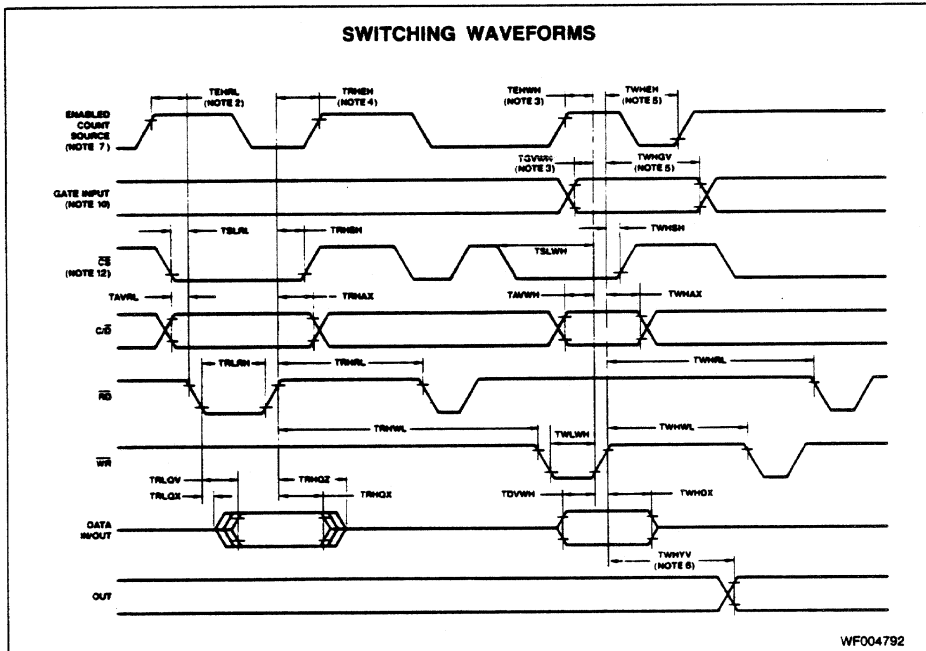 SWITCHING WAVEFORMS
TEHRL
(NOTE 2)
TRHEH
(NOTE 4)
TEHWH
(NOTE 3)
TWHEH
(NOTE 5)
ENABLED
COUNT
SOURCE
(NOTE 7)
TGVWH
(NOTE 3)
TWHGV
(NOTE 5)
GATE INPUT
(NOTE 10)
TSLRL
TRHSH
TSLWH
TWHSH
CS
(NOTE 12)
TAVRL
TRHAX
TAVWH
TWHAX
C/D
TRLRH
TRHRL
TWHRL
RD
TRHWL
TWLWH
TWHWL
WR
TRLQV
TRHQZ
TRLQX
TRHQX
TDVWH
TWHDX
DATA
IN/OUT
TWHYV
(NOTE 6)
OUT
WF004792